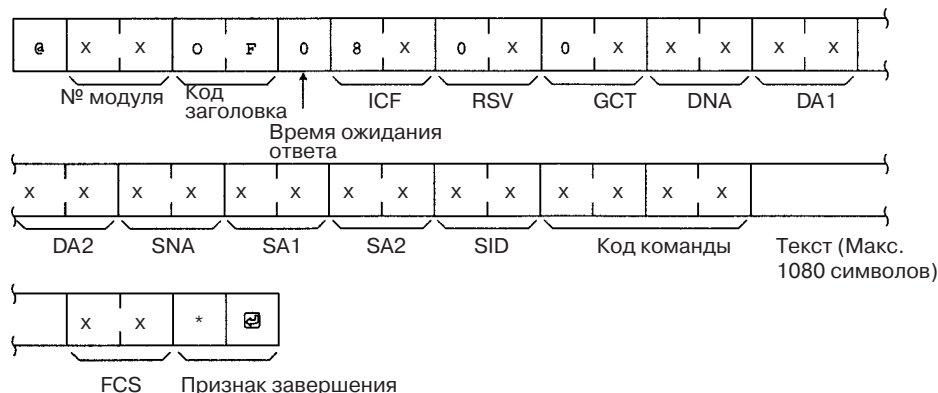 @ x x O F 0 8 x 0 x 0 x x x x x
№ модуля Код заголовка ICF RSV GCT DNA DA1
Время ожидания ответа
x x x x x x x x x x x x x x
DA2 SNA SA1 SA2 SID Код команды Текст (Макс. 1080 символов)
x x * ↵
FCS Признак завершения